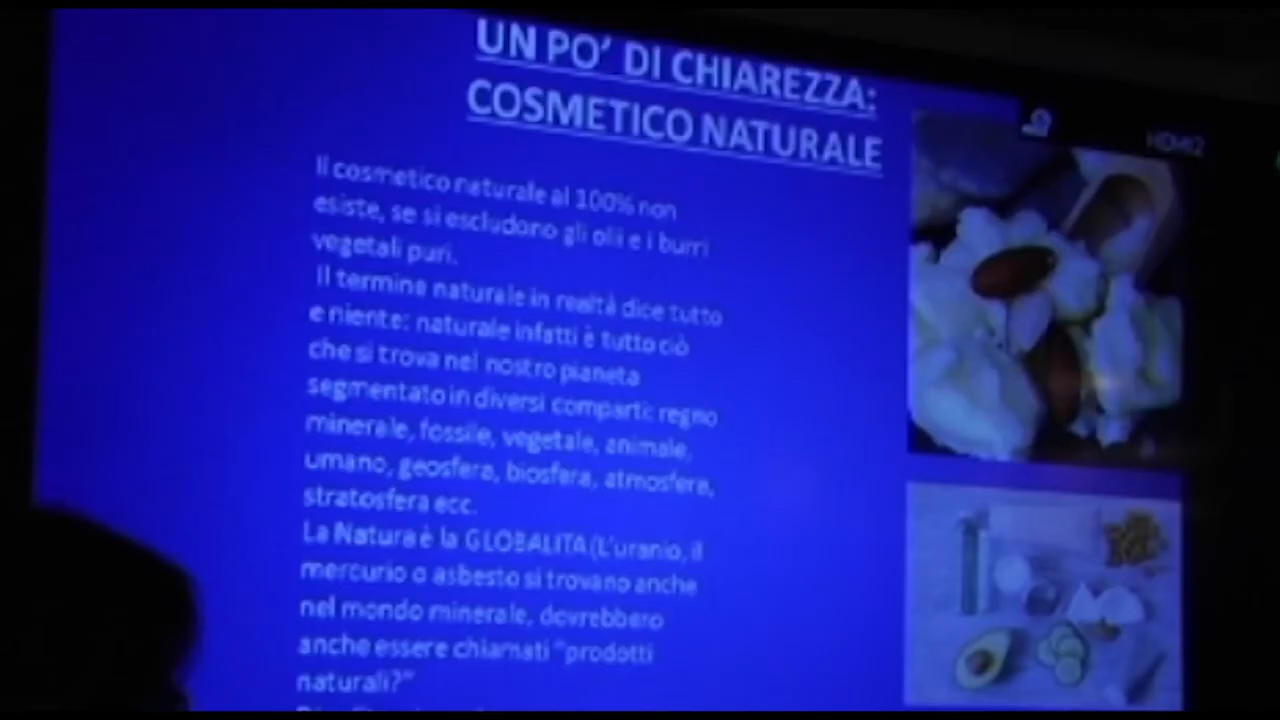 UN PO' DI CHIAREZZA:
COSMETICO NATURALE
HDMI2
Il cosmetico naturale al 100% non
esiste, se si escludono gli olii e i burri
vegetali puri.
Il termine naturale in realtà dice tutto
e niente: naturale infatti è tutto ciò
che si trova nel nostro pianeta
segmentato in diversi comparti: regno
minerale, fossile, vegetale, animale,
umano, geosfera, biosfera, atmosfera,
stratosfera ecc.
La Natura è la GLOBALITA (L'uranio, il
mercurio o asbesto si trovano anche
nel mondo minerale, dovrebbero
anche essere chiamati "prodotti
naturali?"